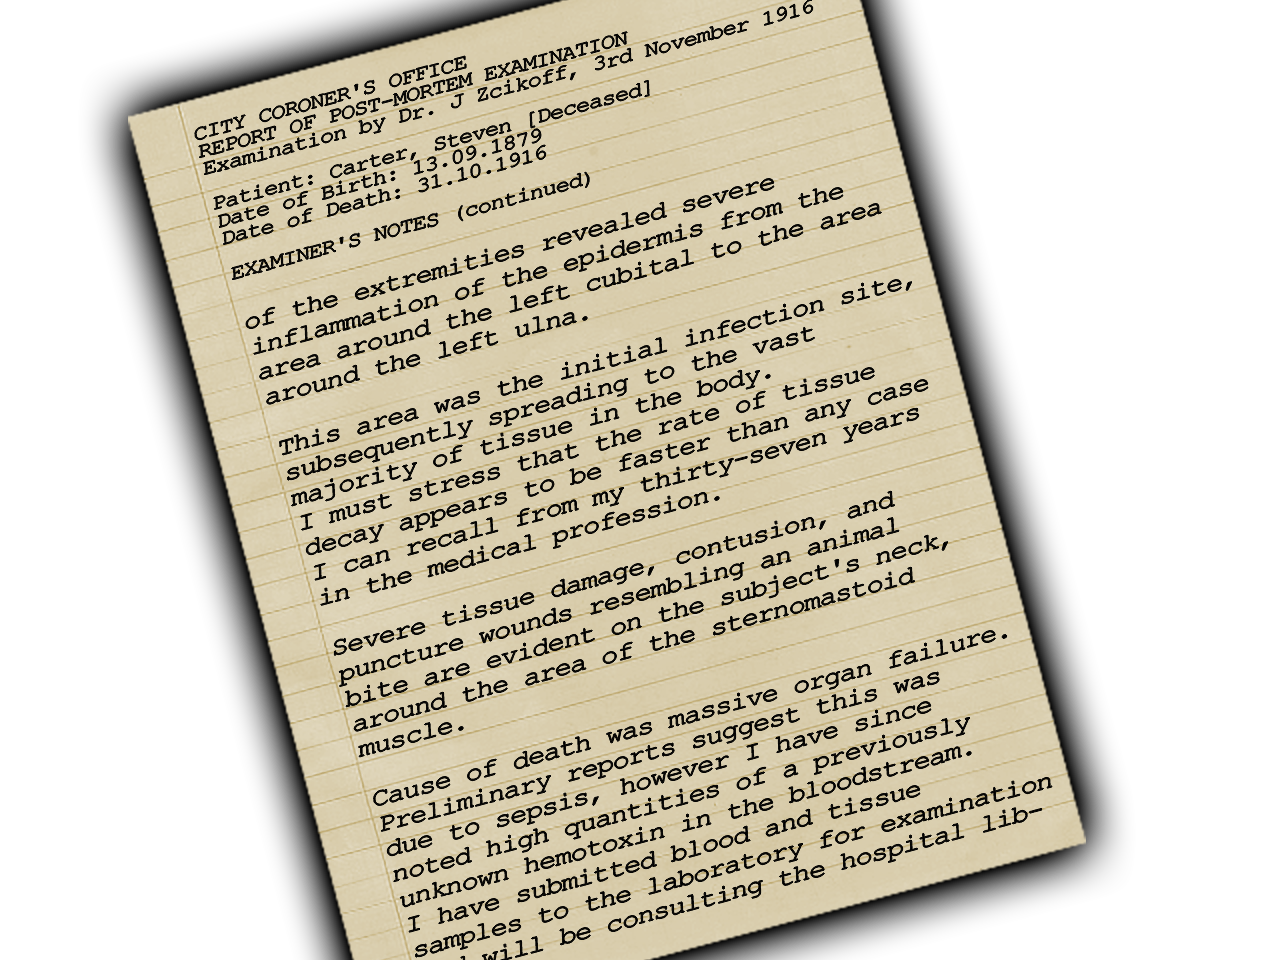 CITY CORONER'S OFFICE
REPORT OF POST-MORTEM EXAMINATION
Examination by Dr. J Zcikoff, 3rd November 1916
Patient: Carter, Steven [Deceased]
Date of Birth: 13.09.1879
Date of Death: 31.10.1916
EXAMINER'S NOTES (continued)
of the extremities revealed severe
inflammation of the epidermis from the
area around the left cubital to the area
around the left ulna.
This area was the initial infection site,
subsequently spreading to the vast
majority of tissue in the body.
I must stress that the rate of tissue
decay appears to be faster than any case
I can recall from my thirty-seven years
in the medical profession.
Severe tissue damage, contusion, and
puncture wounds resembling an animal
bite are evident on the subject's neck,
around the area of the sternomastoid
muscle.
Cause of death was massive organ failure.
Preliminary reports suggest this was
due to sepsis, however I have since
noted high quantities of a previously
unknown hemotoxin in the bloodstream.
I have submitted blood and tissue
samples to the laboratory for examination
will be consulting the hospital lib-